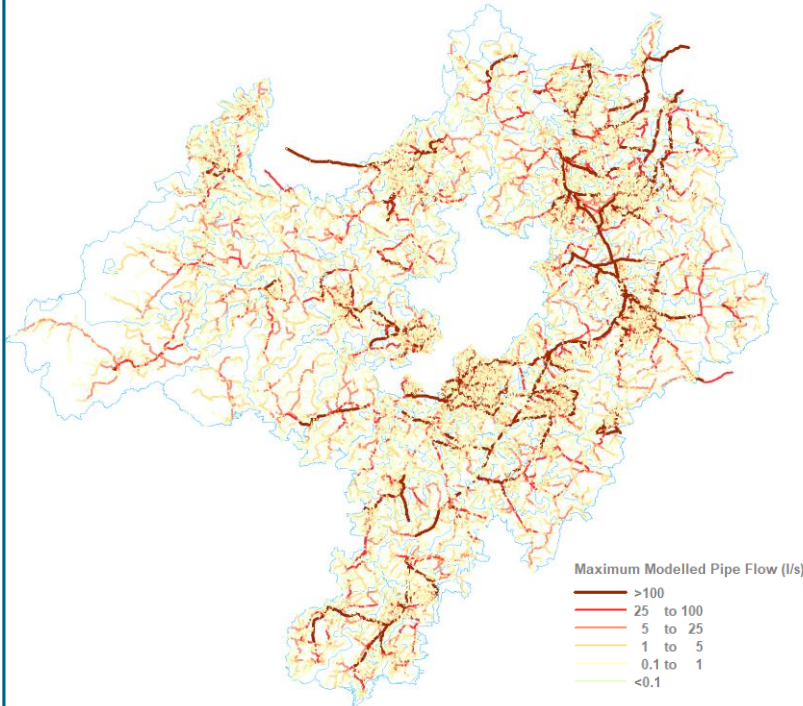 Maximum Modelled Pipe Flow (l/s)
>100
25 to 100
5 to 25
1 to 5
0.1 to 1
<0.1